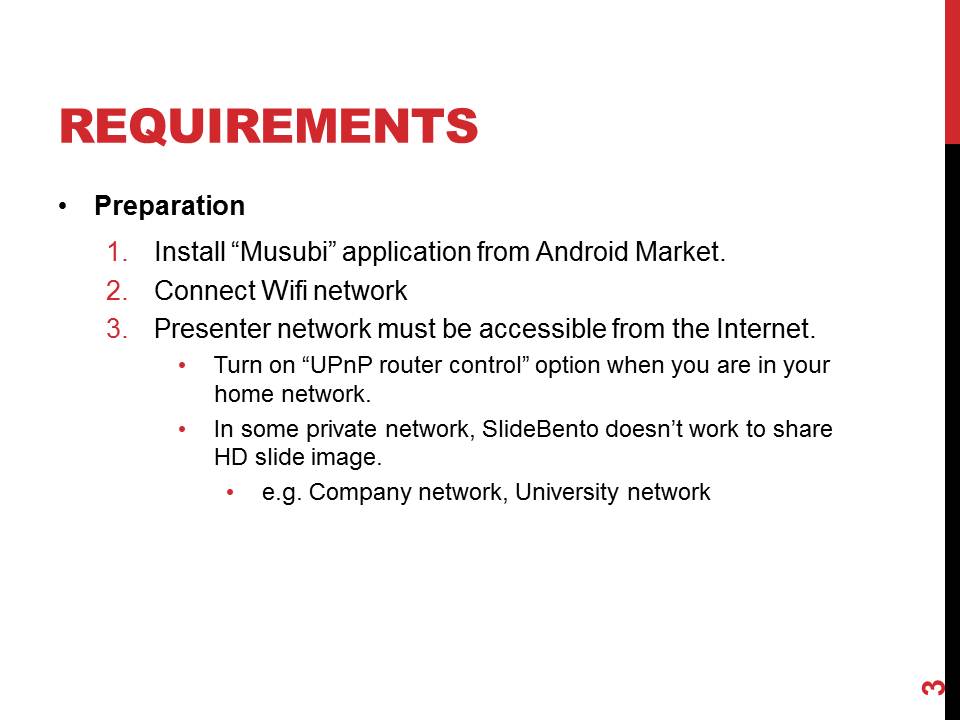 REQUIREMENTS
• Preparation
1. Install “Musubi” application from Android Market.
2. Connect Wifi network
3. Presenter network must be accessible from the Internet.
• Turn on “UPnP router control” option when you are in your
home network.
• In some private network, SlideBento doesn’t work to share
HD slide image.
• e.g. Company network, University network
3